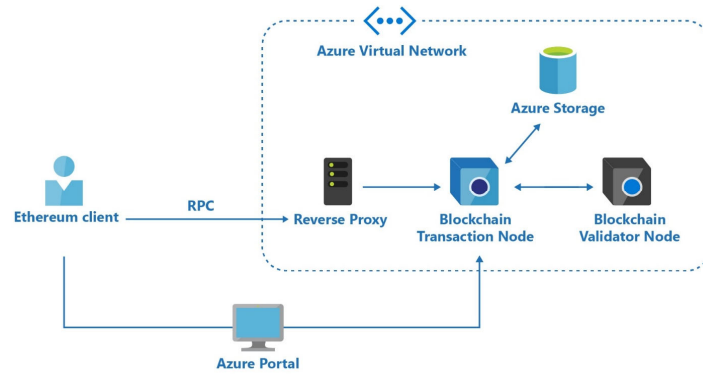 Azure Virtual Network
Azure Storage
Ethereum client
RPC
Reverse Proxy
Blockchain
Transaction Node
Blockchain
Validator Node
Azure Portal